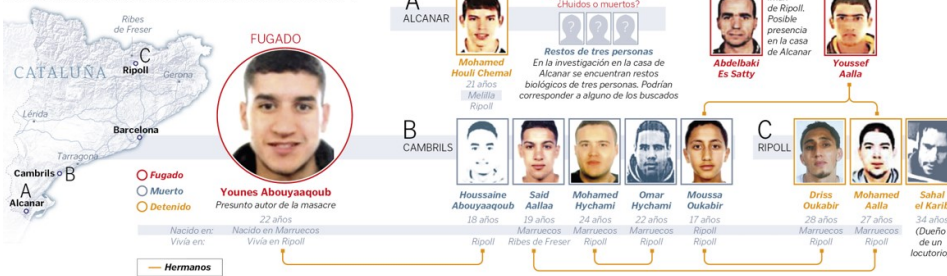 Ribes
de Freser
CATALUÑA
C
Ripoll
Gerona
Lérida
Barcelona
Tarragona
Cambrils
B
A
Alcanar
Fugado
Muerto
Detenido
Hermanos
FUGADO
Younes Abouyaaqoub
Presunto autor de la masacre
22 años
Nacido en:
Nacido en Marruecos
Vivía en:
Vivía en Ripoll
A
ALCANAR
Mohamed
Houli Chemal
21 años
Melilla
Ripoll
¿Huidos o muertos?
Restos de tres personas
En la investigación en la casa de
Alcanar se encuentran restos
biológicos de tres personas. Podrían
corresponder a alguno de los buscados
Abdelbaki
Es Satty
de Ripoll.
Posible
presencia
en la casa
de Alcanar
Youssef
Aalla
B
CAMBRILS
Houssaine
Abouyaaqoub
18 años
Ripoll
Said
Aallaa
19 años
Marruecos
Ribes de Freser
Mohamed
Hychami
24 años
Marruecos
Ripoll
Omar
Hychami
22 años
Marruecos
Ripoll
Moussa
Oukabir
17 años
Ripoll
Ripoll
C
RIPOLL
Driss
Oukabir
28 años
Marruecos
Ripoll
Mohamed
Aalla
27 años
Marruecos
Ripoll
Sahal
el Karib
34 años
(Dueño
de un
locutorio)